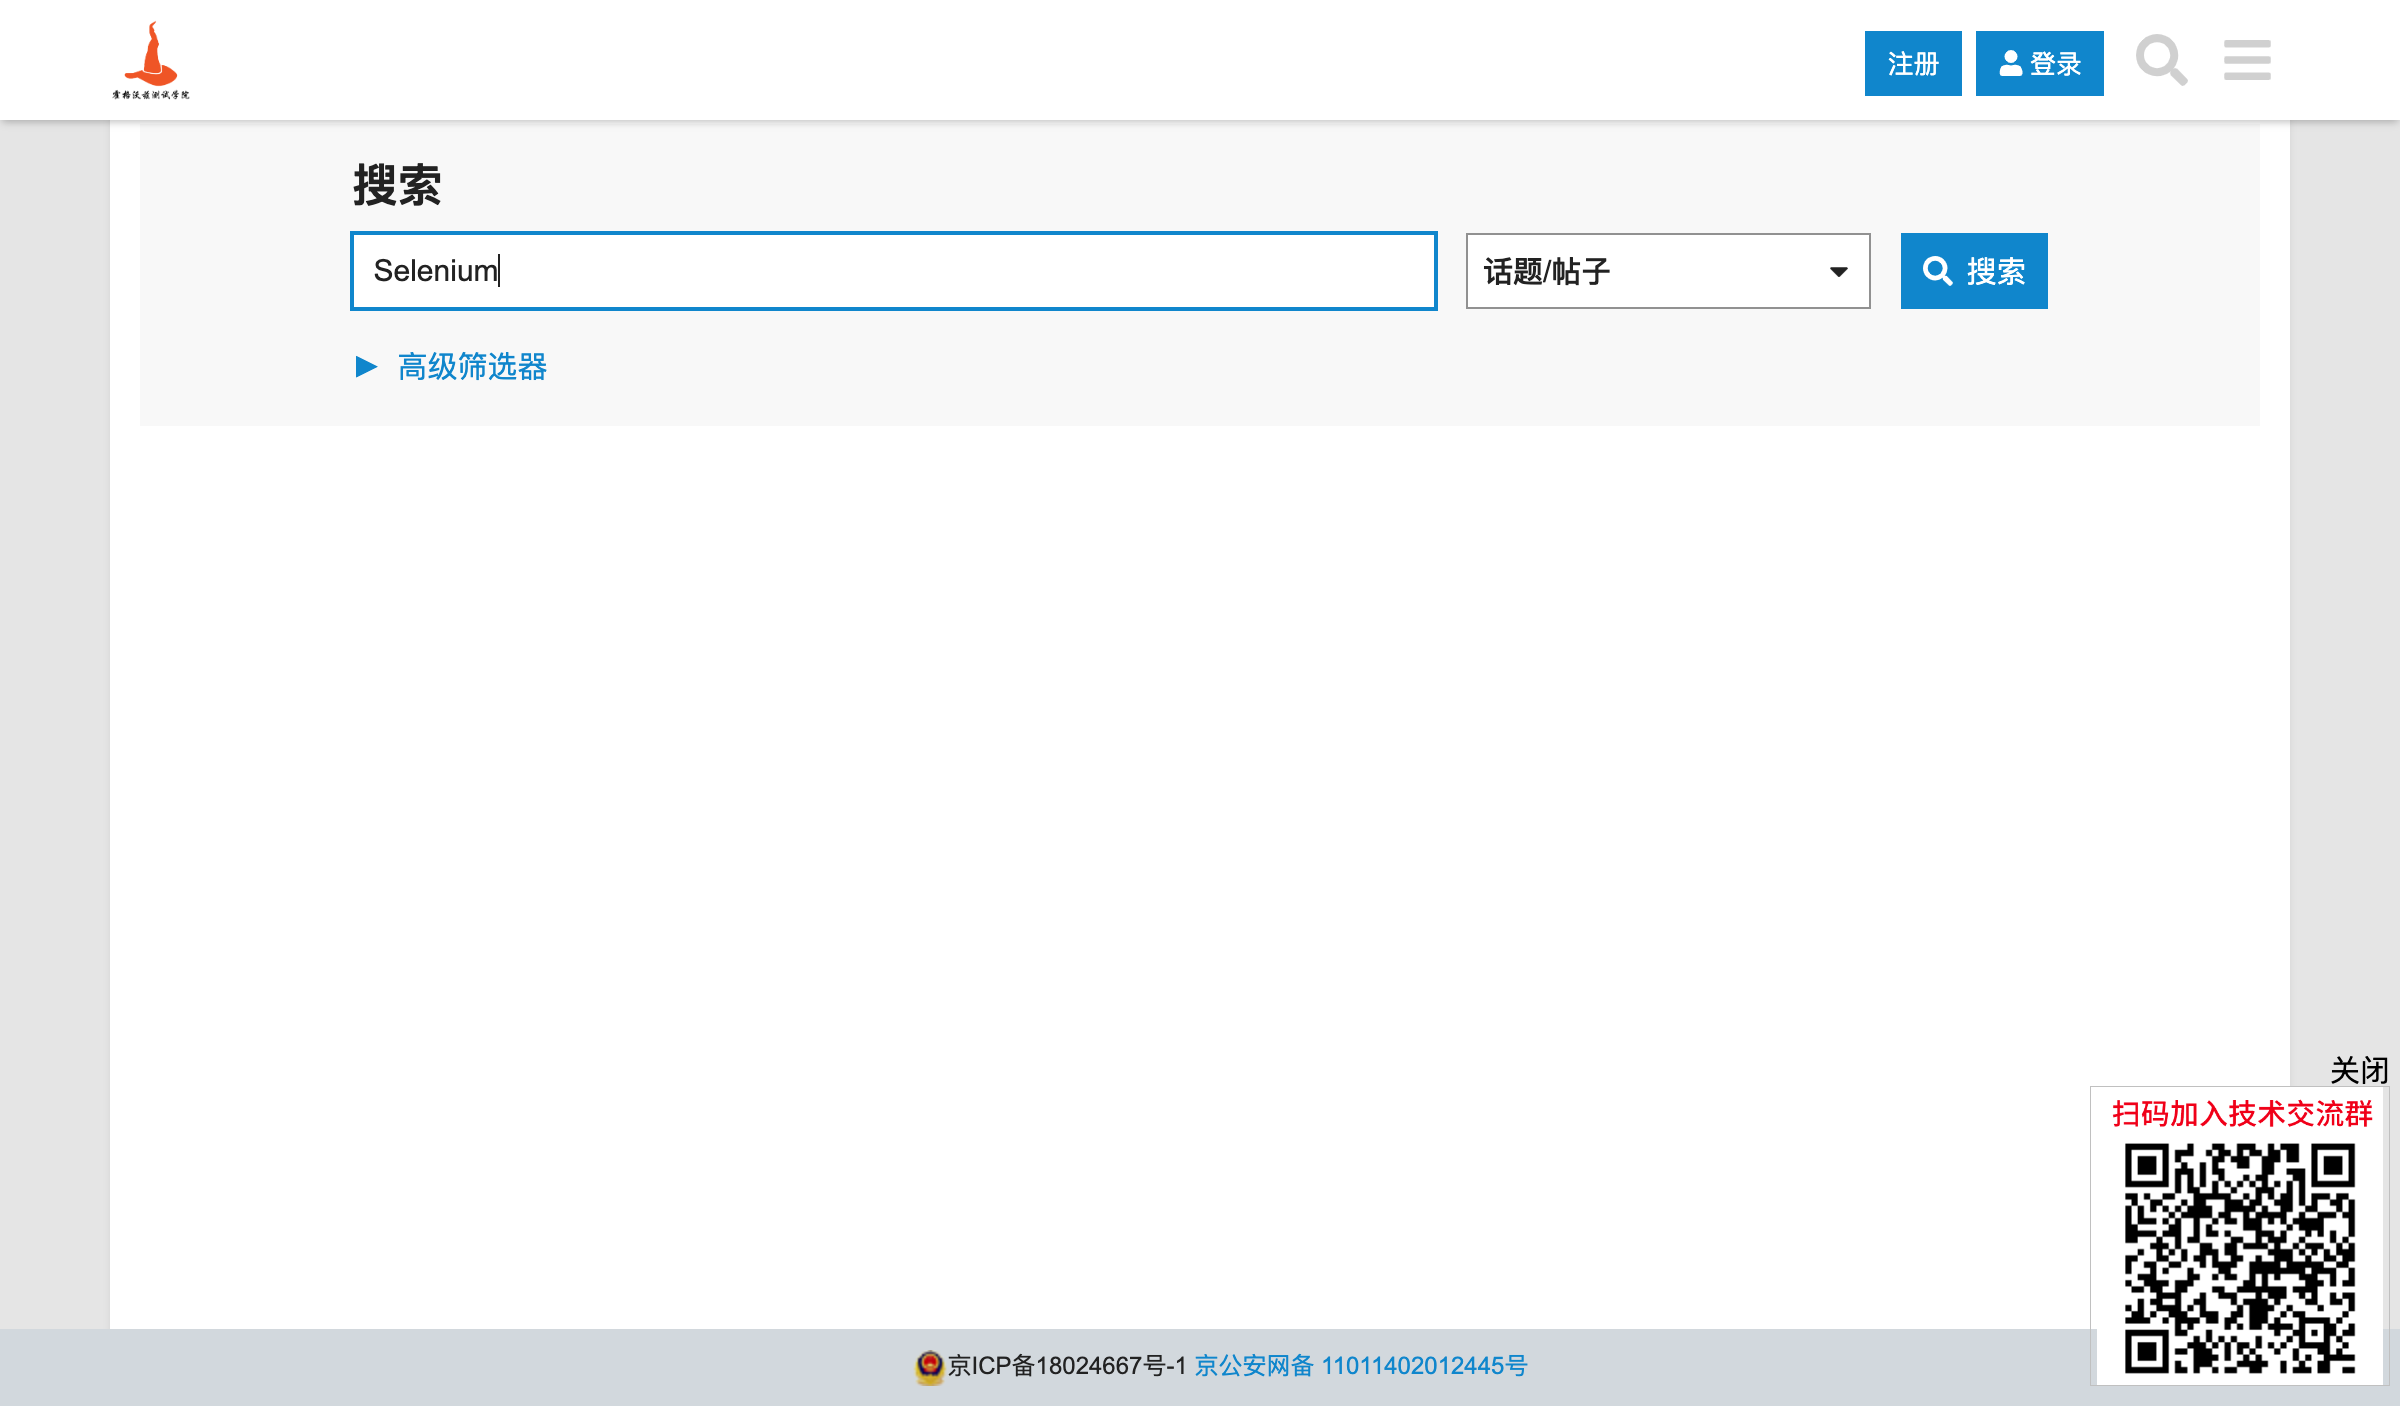 霍格沃兹测试学院
注册
登录
搜索
Selenium
话题/帖子
搜索
高级筛选器
关闭
扫码加入技术交流群
京ICP备18024667号-1 京公安网备 11011402012445号